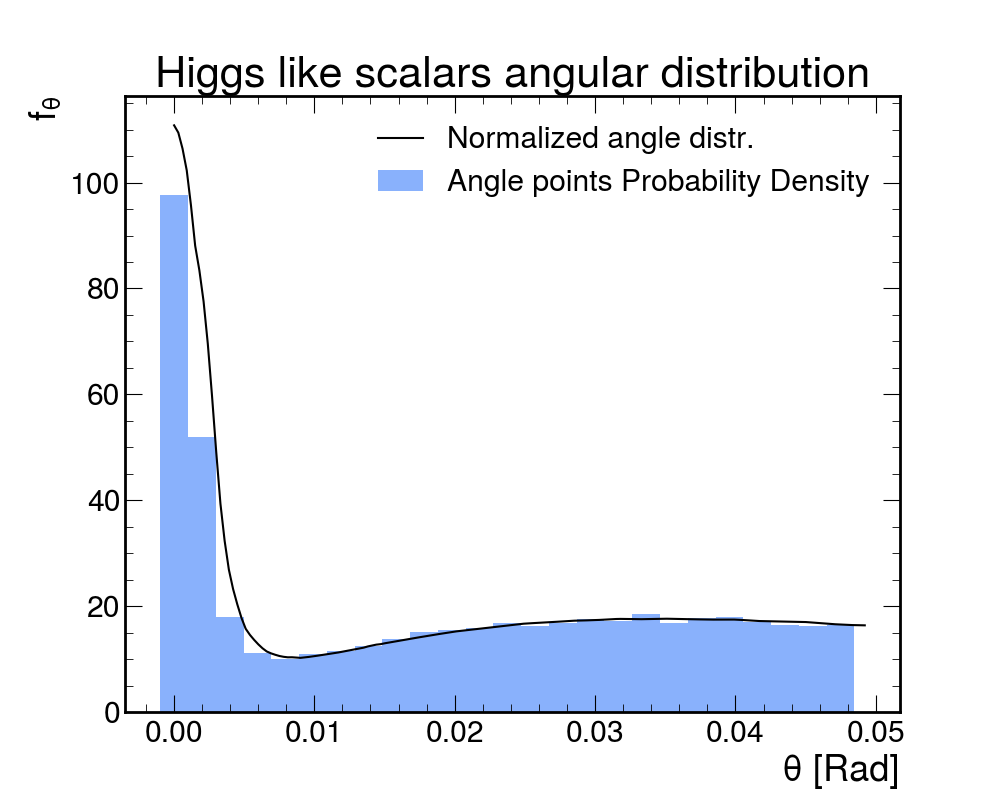 Higgs like scalars angular distribution
fθ
Normalized angle distr.
Angle points Probability Density
100
80
60
40
20
0
0.00 0.01 0.02 0.03 0.04 0.05
θ [Rad]